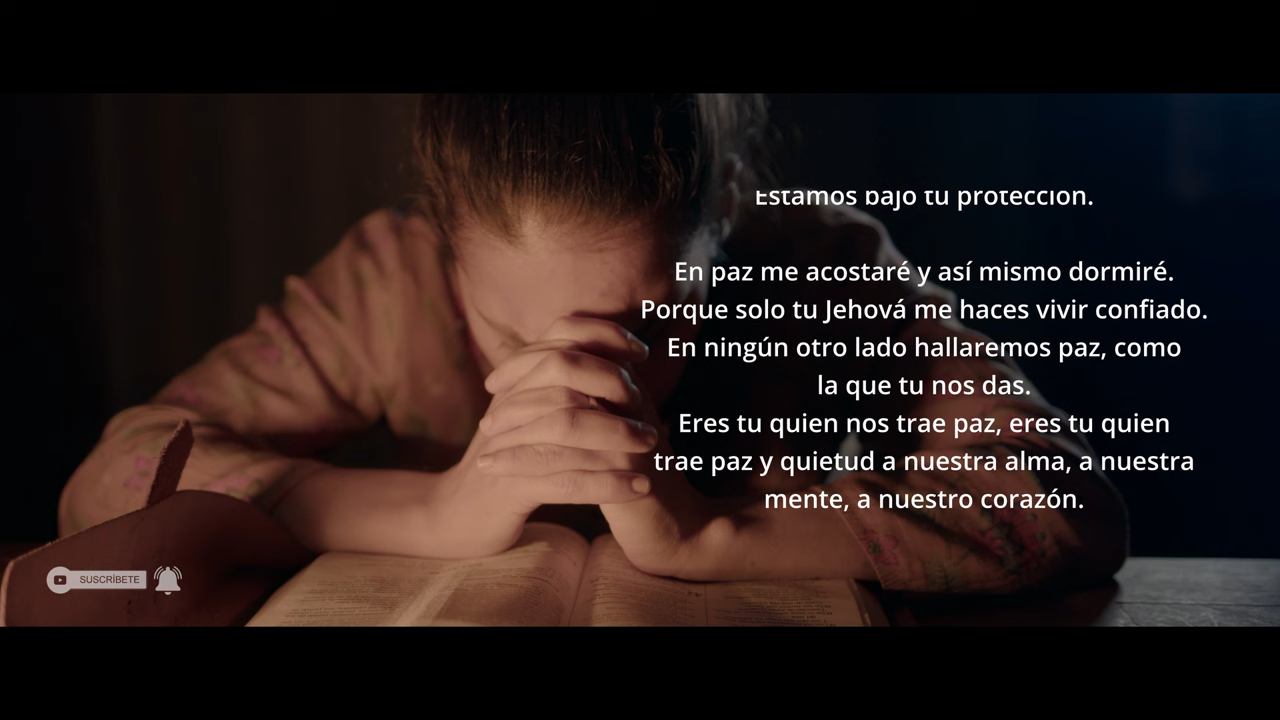 Estamos bajo tu protección.
En paz me acostaré y así mismo dormiré.
Porque solo tu Jehová me haces vivir confiado.
En ningún otro lado hallaremos paz, como
la que tu nos das.
Eres tu quien nos trae paz, eres tu quien
trae paz y quietud a nuestra alma, a nuestra
mente, a nuestro corazón.
SUSCRÍBETE